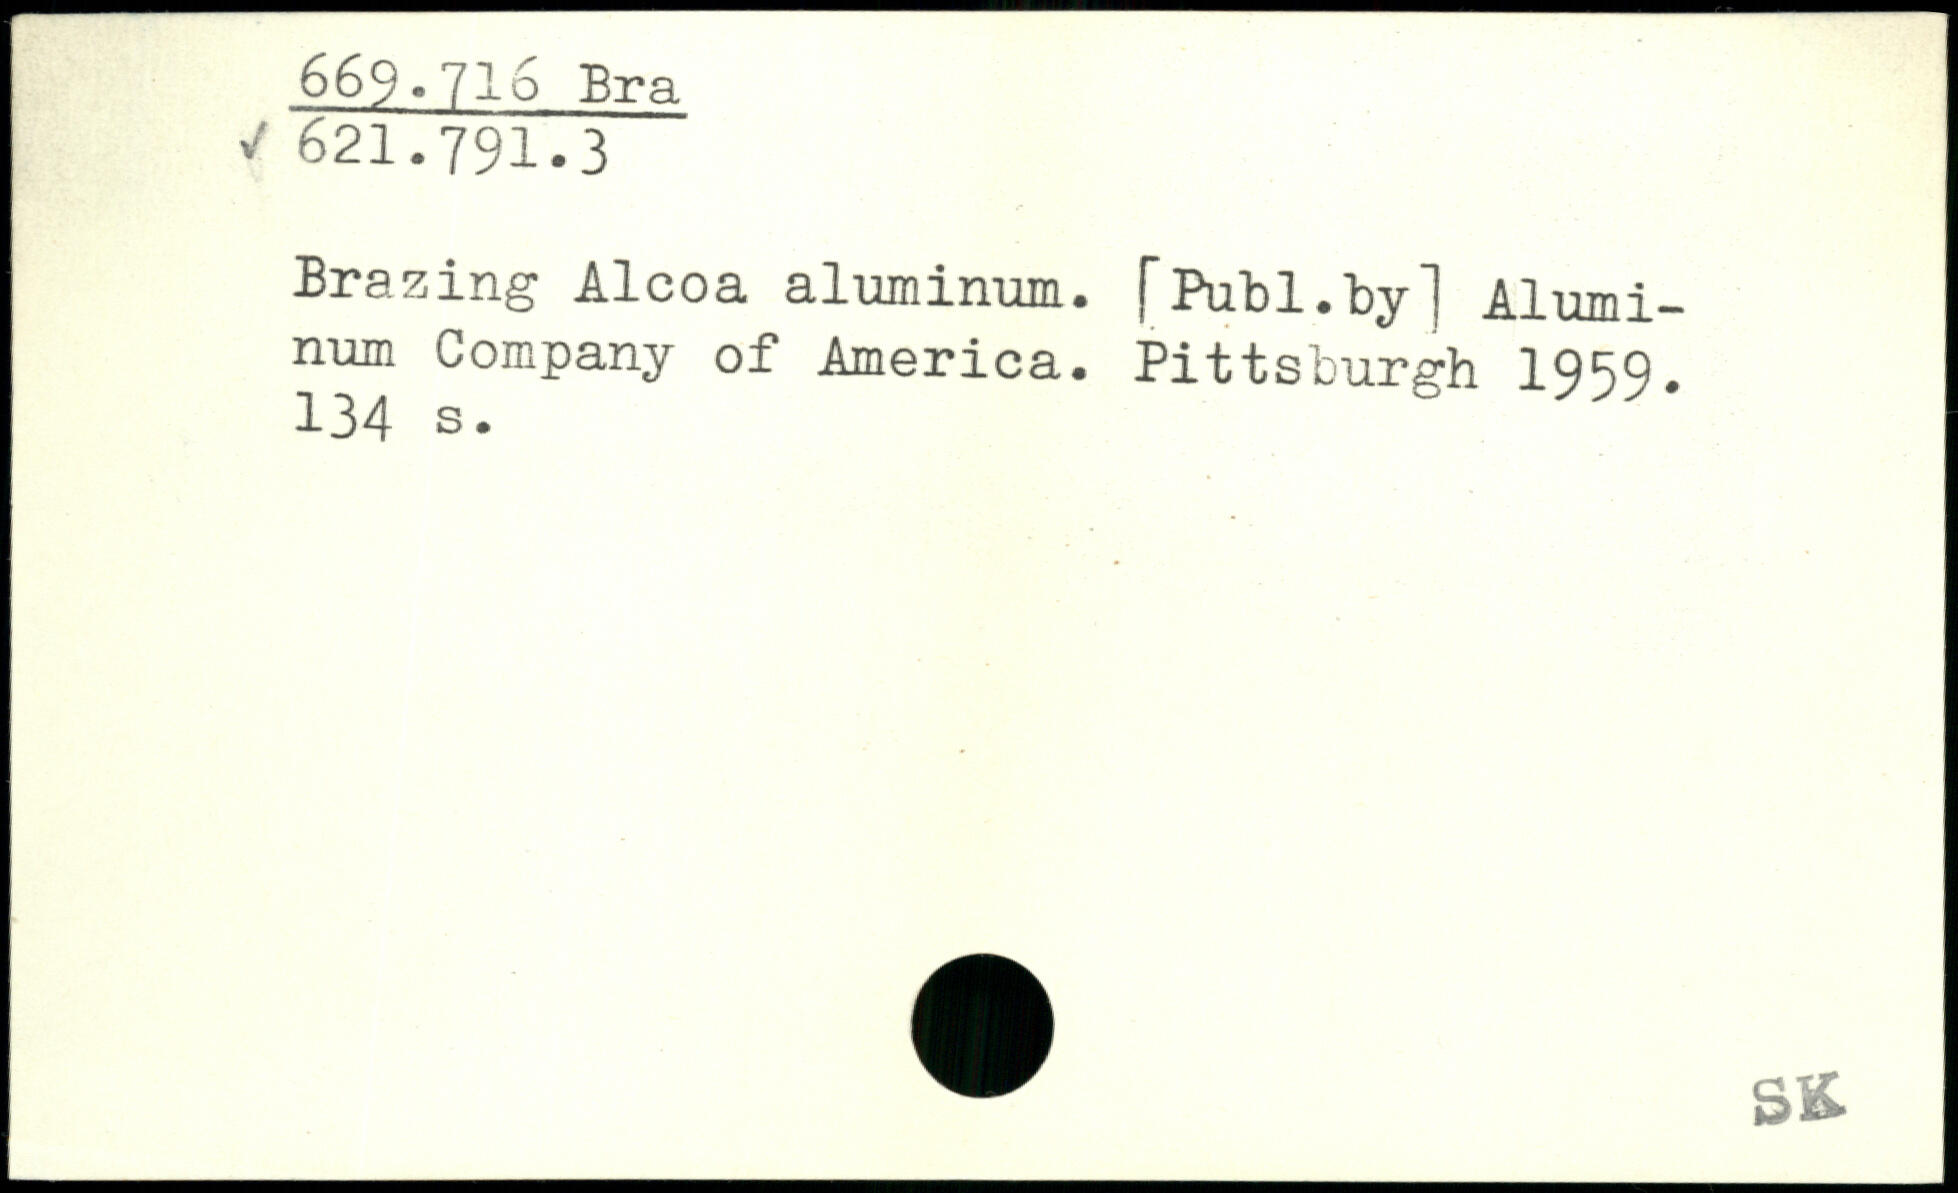 669.716 Bra
✓ 621.791.3
Brazing Alcoa aluminum. [Publ.by] Alumi-
num Company of America. Pittsburgh 1959.
134 s.
SK